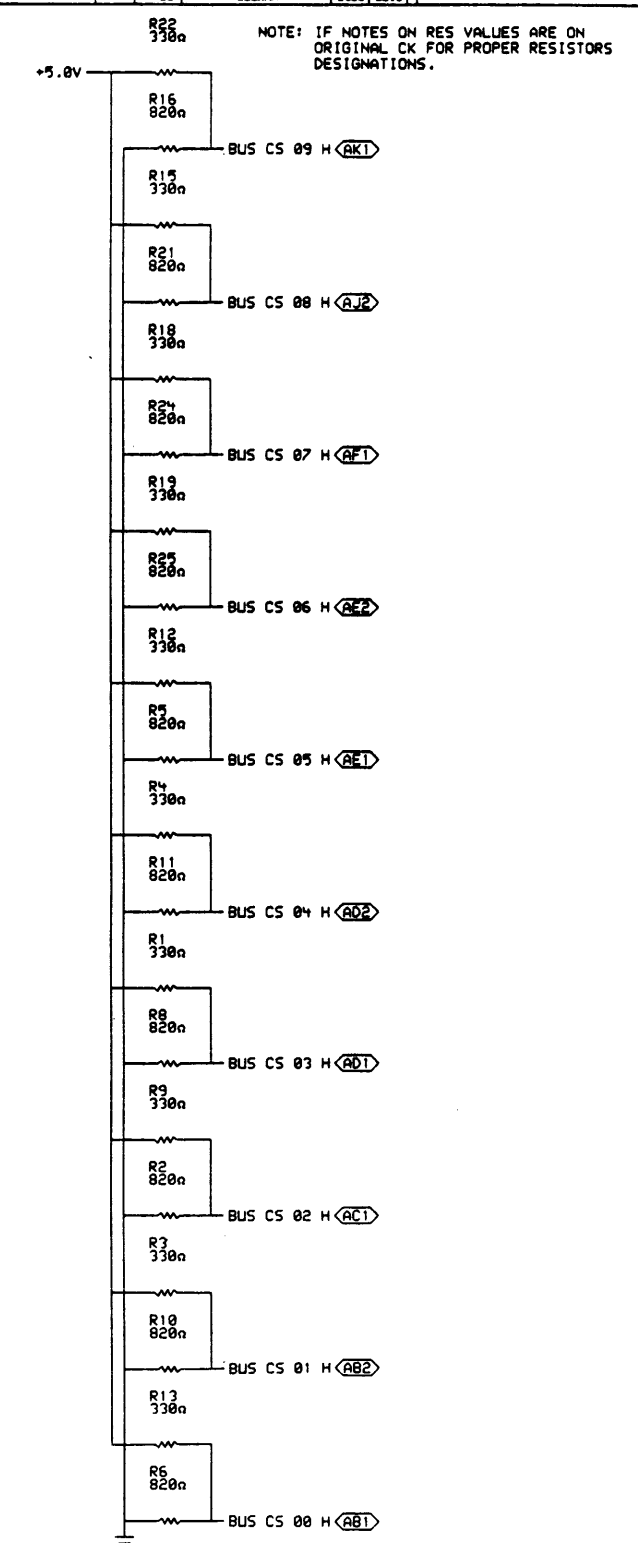 R22
330Ω
NOTE: IF NOTES ON RES VALUES ARE ON
ORIGINAL CK FOR PROPER RESISTORS
DESIGNATIONS.
+5.0V
R16
820Ω
BUS CS 09 H AK1
R15
330Ω
R21
820Ω
BUS CS 08 H AJ2
R18
330Ω
R24
820Ω
BUS CS 07 H AF1
R19
330Ω
R25
820Ω
BUS CS 06 H AE2
R12
330Ω
R5
820Ω
BUS CS 05 H AE1
R4
330Ω
R11
820Ω
BUS CS 04 H AD2
R1
330Ω
R8
820Ω
BUS CS 03 H AD1
R9
330Ω
R2
820Ω
BUS CS 02 H AC1
R3
330Ω
R10
820Ω
BUS CS 01 H AB2
R13
330Ω
R6
820Ω
BUS CS 00 H AB1